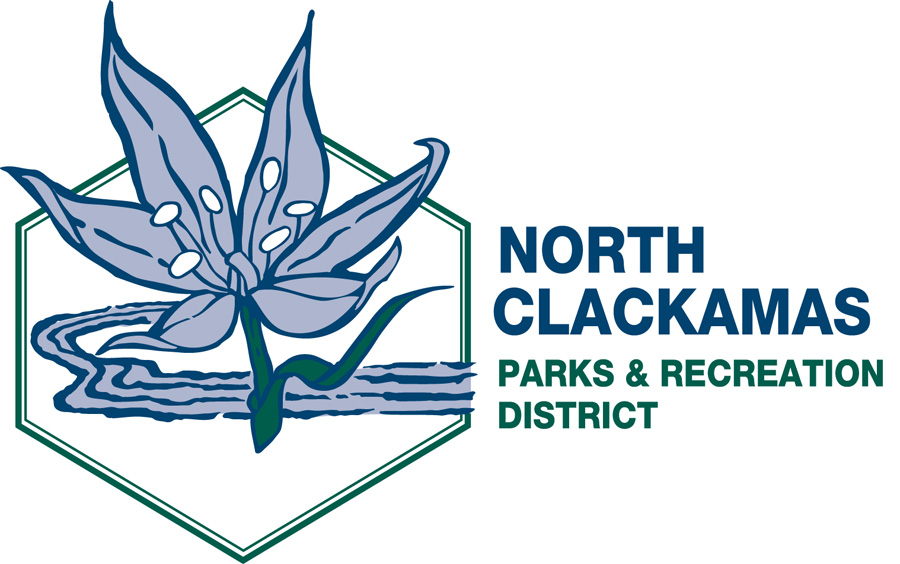 NORTH
CLACKAMAS
PARKS & RECREATION
DISTRICT